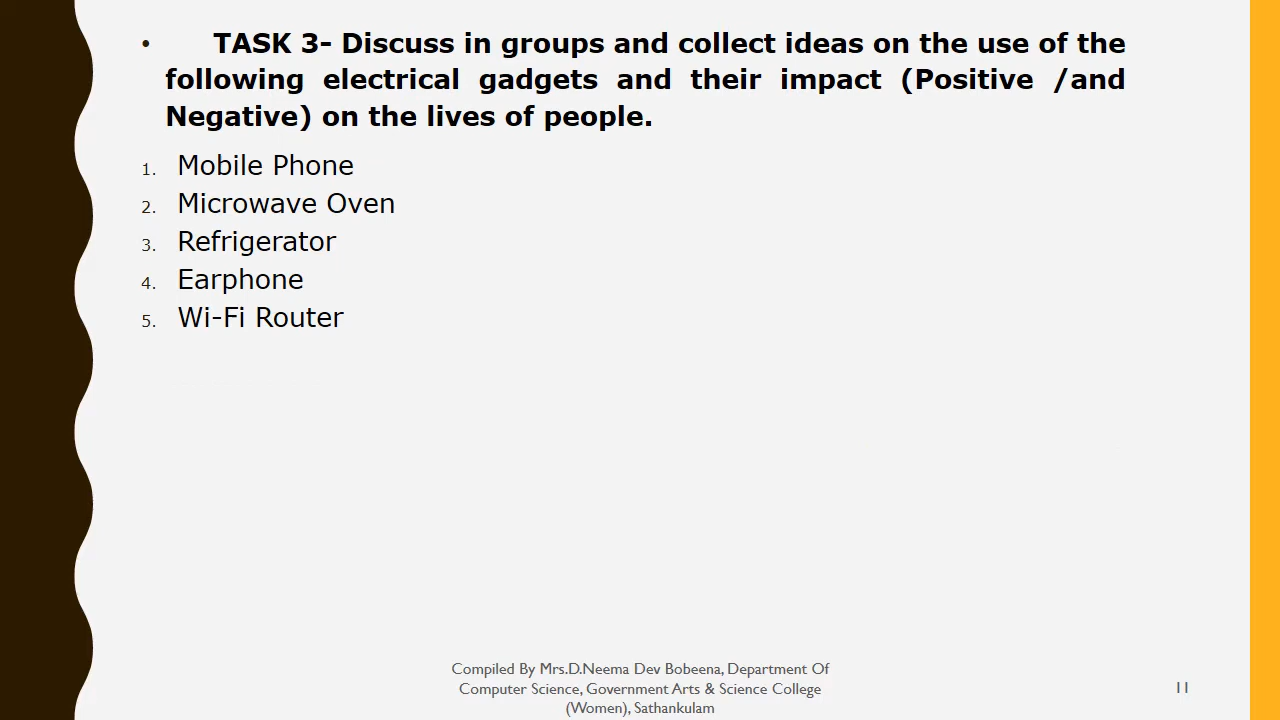 • TASK 3– Discuss in groups and collect ideas on the use of the
following electrical gadgets and their impact (Positive /and
Negative) on the lives of people.
1. Mobile Phone
2. Microwave Oven
3. Refrigerator
4. Earphone
5. Wi-Fi Router
Compiled By Mrs.D.Neema Dev Bobeena, Department Of
Computer Science, Government Arts & Science College
(Women), Sathankulam
11